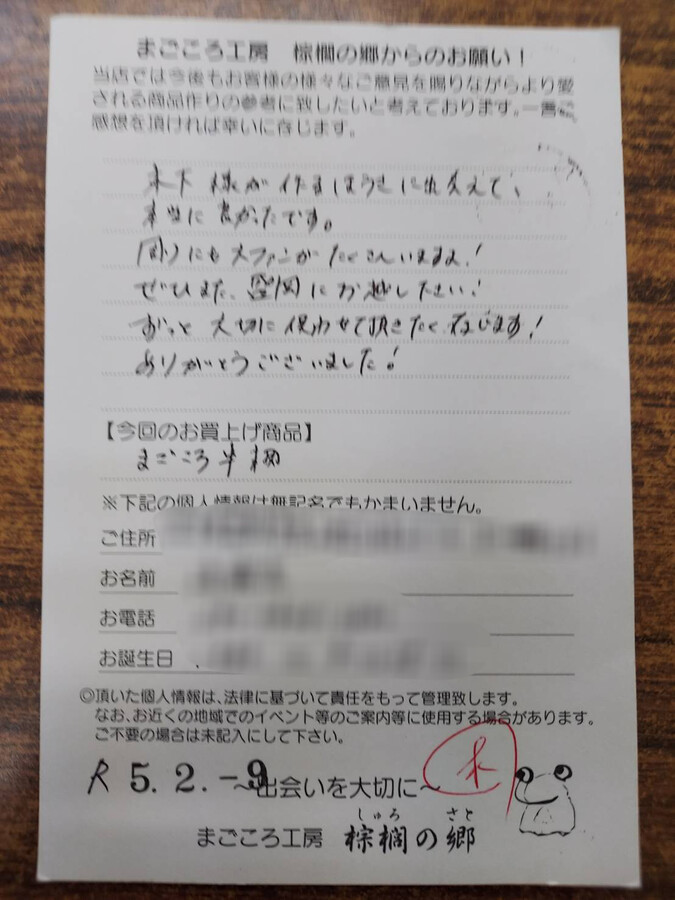 まごころ工房 棕櫚の郷からのお願い！
当店では今後もお客様の様々なご意見を賜りながらより愛
される商品作りの参考に致したいと考えております。一言ご
感想を頂ければ幸いに存じます。
木下 様が作るほうきに出会えて、
本当に良かったです。
周りにも大ファンがたくさんいますよ！
ぜひまた、盛岡にお越し下さい！
ずっと 大切に使わせて頂きたく存じます！
ありがとうございました！
【今回のお買上げ商品】
まごころ半柄
※下記の個人情報は無記名でもかまいません。
ご住所
お名前
お電話
お誕生日
◎頂いた個人情報は、法律に基づいて責任をもって管理致します。
なお、お近くの地域でのイベント等のご案内等に使用する場合があります。
ご不要の場合は未記入にして下さい。
R 5. 2. -9
～出会いを大切に～
木
しゅろ さと
まごころ工房 棕櫚の郷